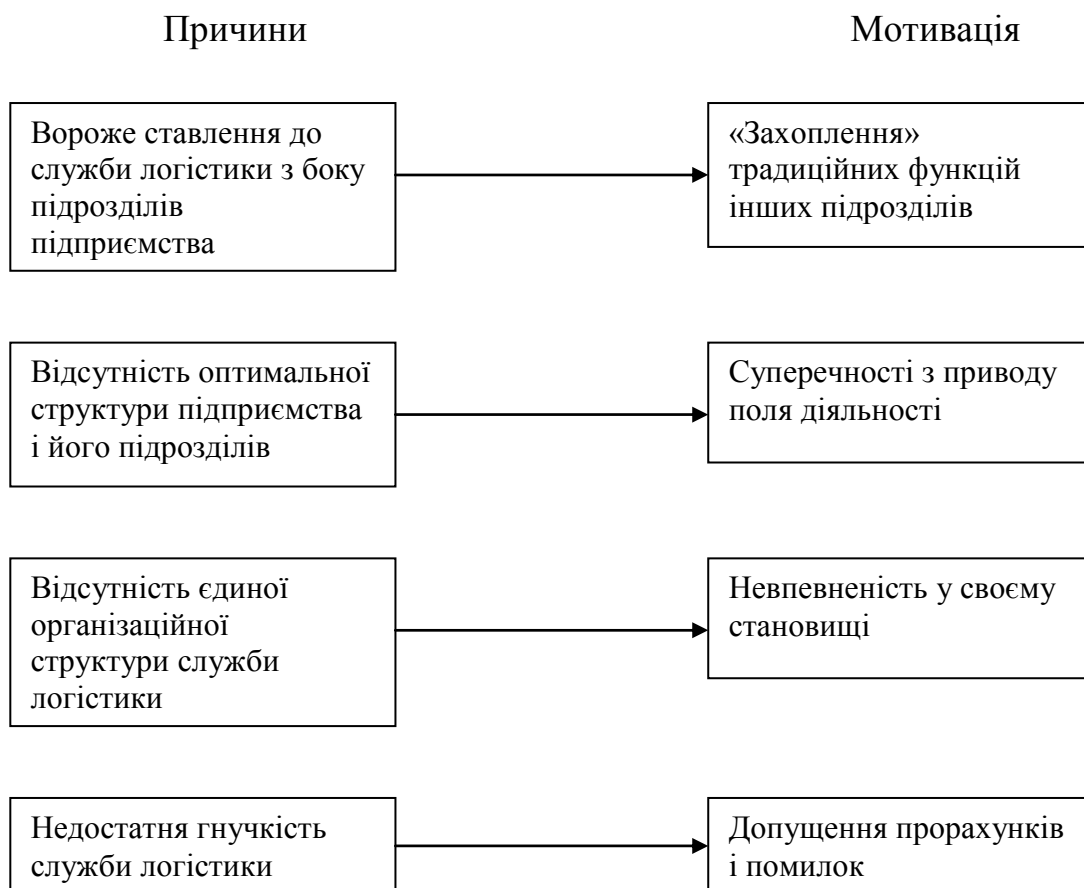 Причини
Мотивація
Вороже ставлення до
служби логістики з боку
підрозділів
підприємства
«Захоплення»
традиційних функцій
інших підрозділів
Відсутність оптимальної
структури підприємства
і його підрозділів
Суперечності з приводу
поля діяльності
Відсутність єдиної
організаційної
структури служби
логістики
Невпевненість у своєму
становищі
Недостатня гнучкість
служби логістики
Допущення прорахунків
і помилок